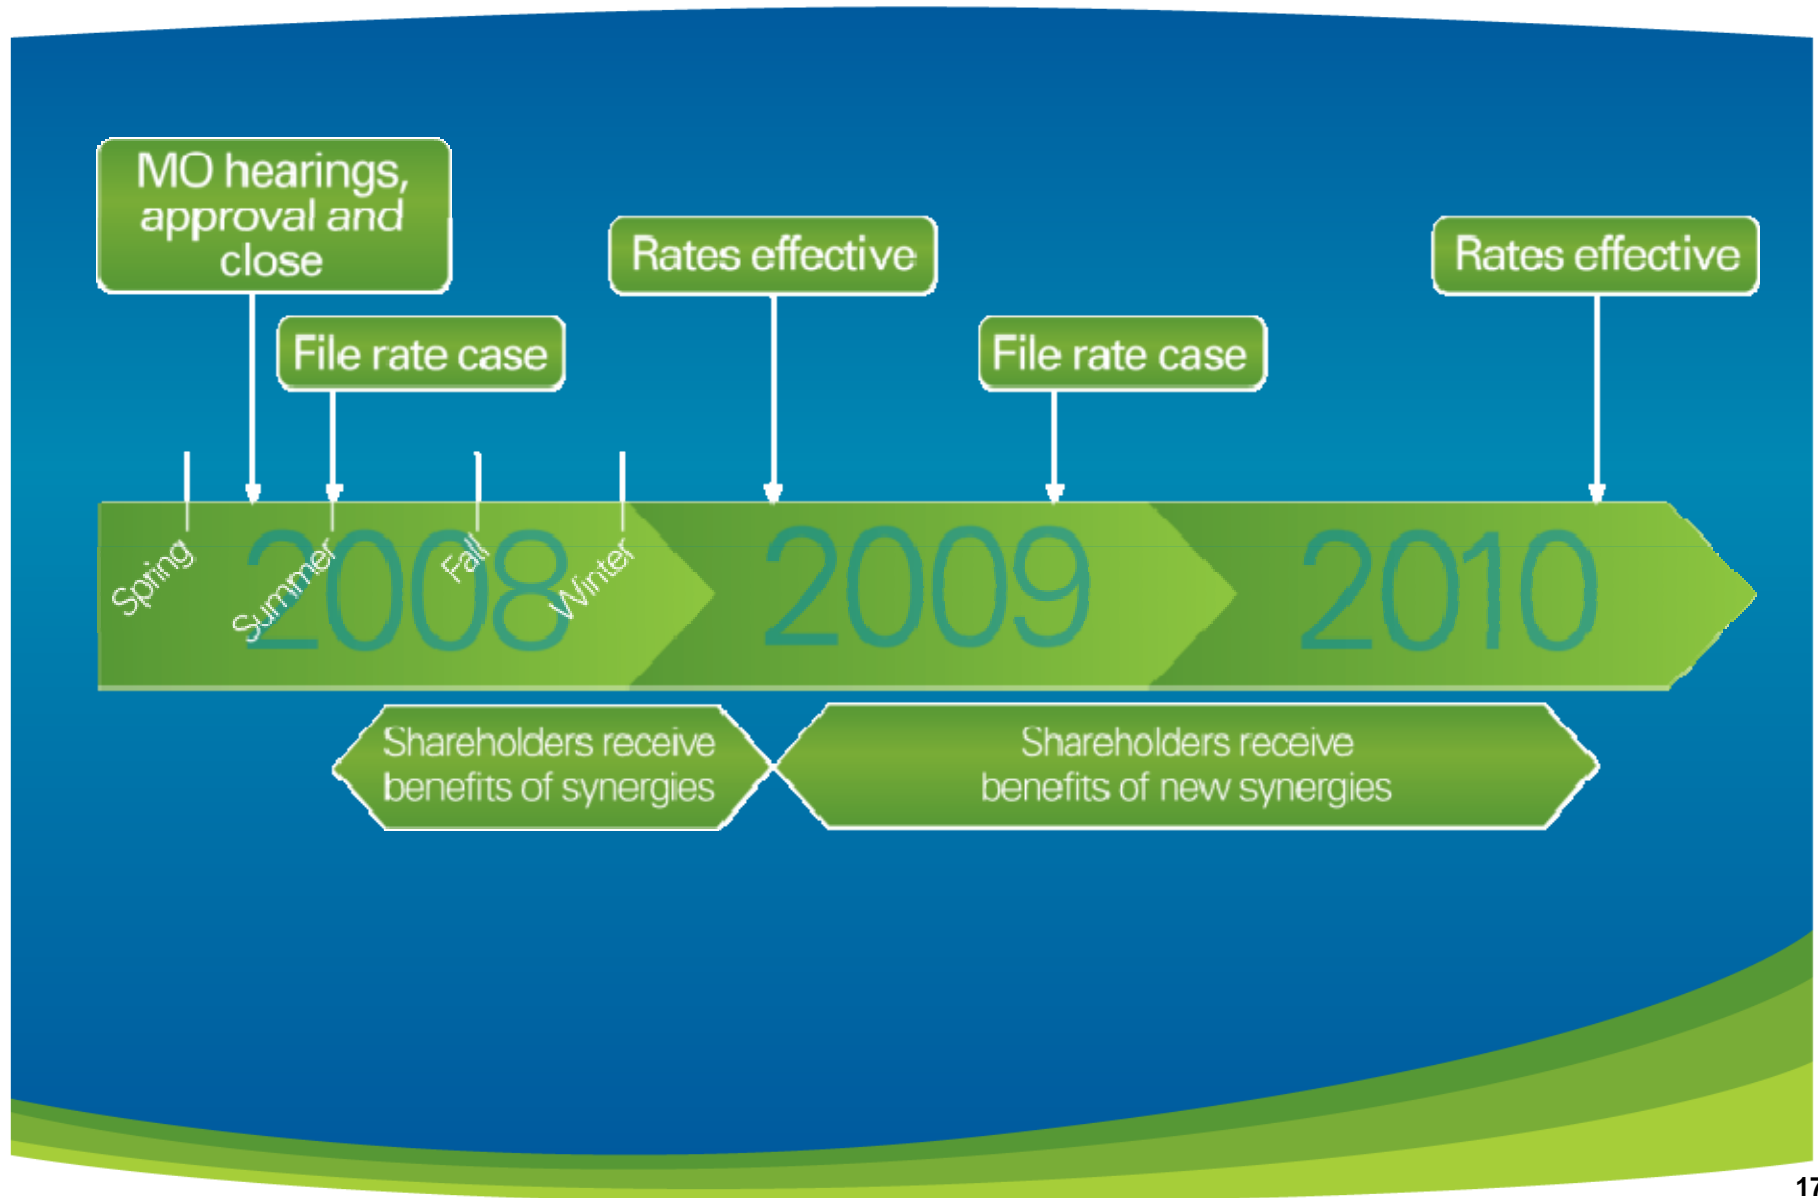 MO hearings,
approval and
close
Rates effective
Rates effective
File rate case
File rate case
Spring
Summer
Fall
Winter
2008
2009
2010
Shareholders receive
benefits of synergies
Shareholders receive
benefits of new synergies
17